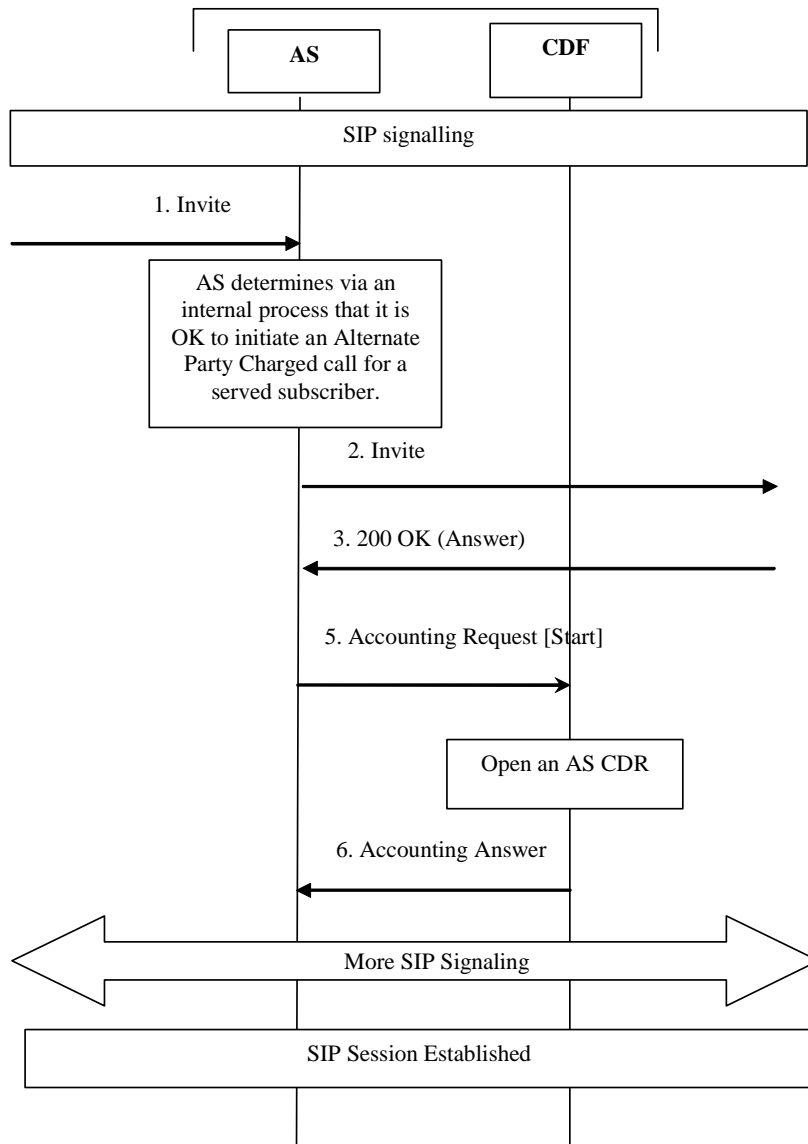 AS
CDF
SIP signalling
1. Invite
AS determines via an
internal process that it is
OK to initiate an Alternate
Party Charged call for a
served subscriber.
2. Invite
3. 200 OK (Answer)
5. Accounting Request [Start]
Open an AS CDR
6. Accounting Answer
More SIP Signaling
SIP Session Established